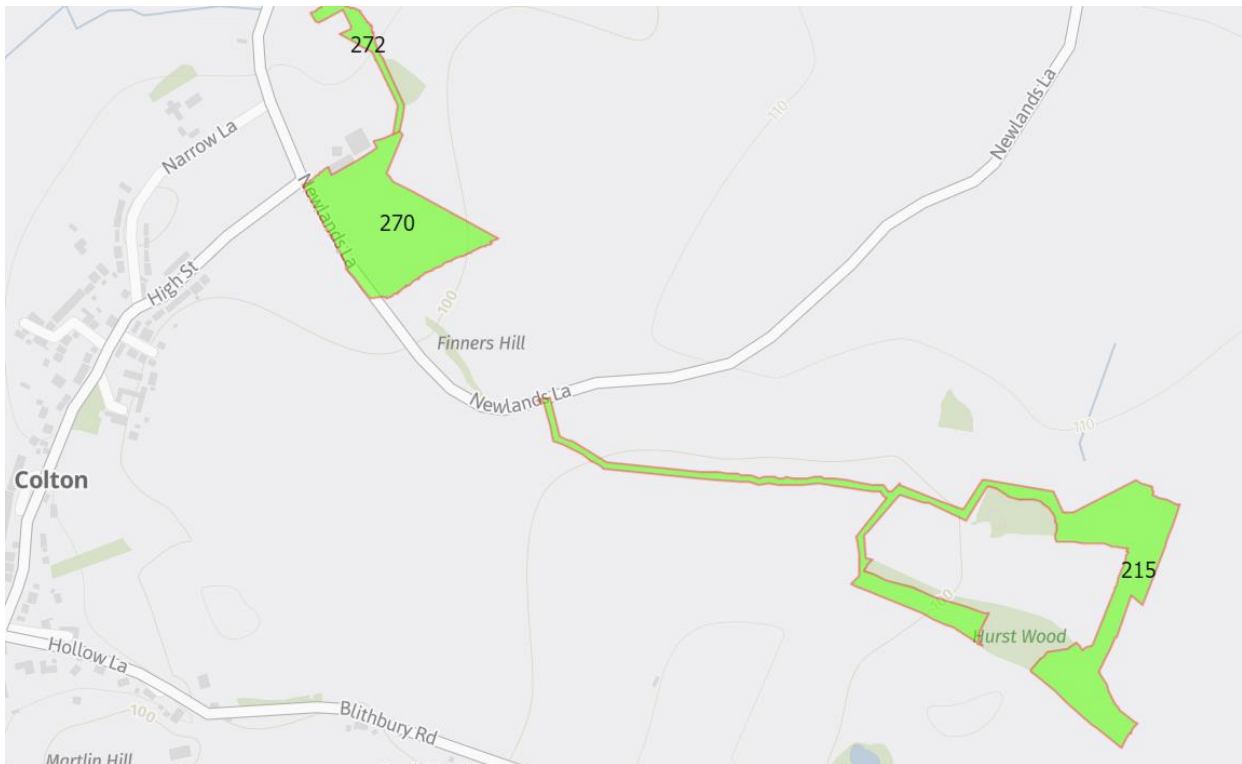 272
Narrow La
Newlands La
110
Newlands La
270
High St
100
Finners Hill
Newlands La
110
Colton
215
100
Hurst Wood
Hollow La
100
Blithbury Rd
Martlin Hill